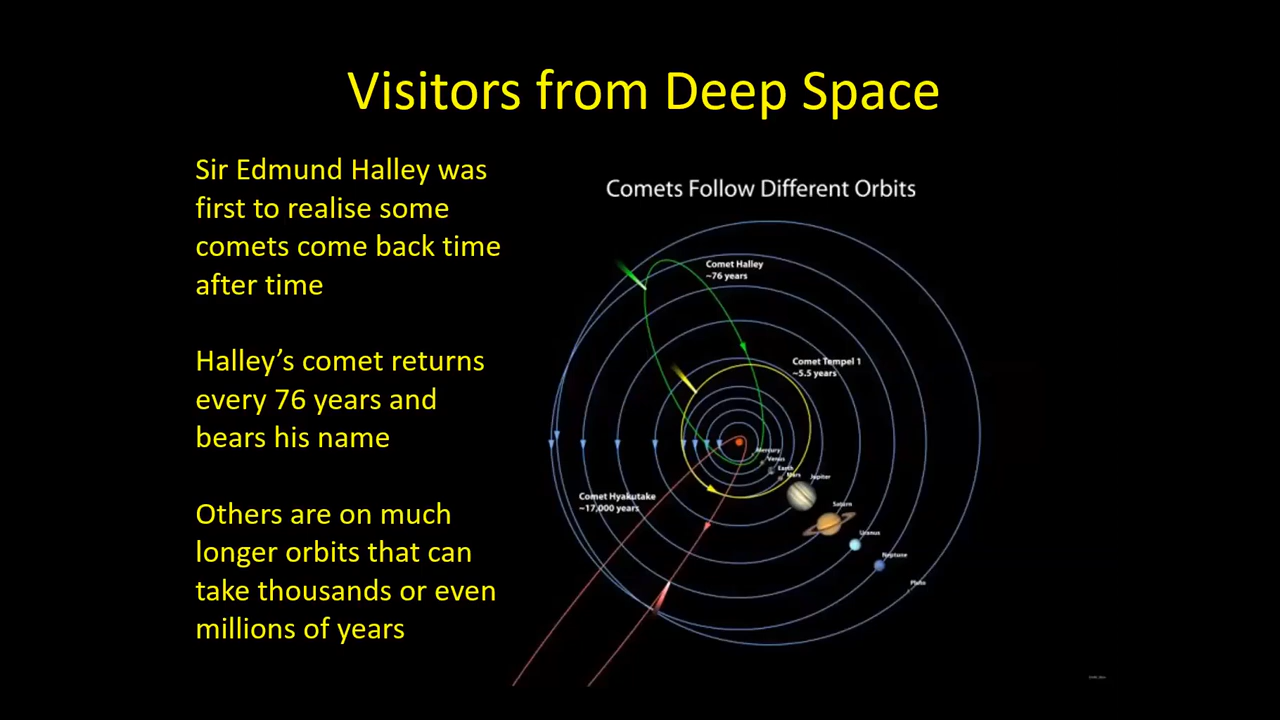 Visitors from Deep Space
Sir Edmund Halley was
first to realise some
comets come back time
after time
Halley's comet returns
every 76 years and
bears his name
Others are on much
longer orbits that can
take thousands or even
millions of years
Comets Follow Different Orbits
Comet Halley
~76 years
Comet Tempel 1
~5.5 years
Comet Hyakutake
~17,000 years
Mercury
Venus
Earth
Mars
Jupiter
Saturn
Uranus
Neptune
Pluto